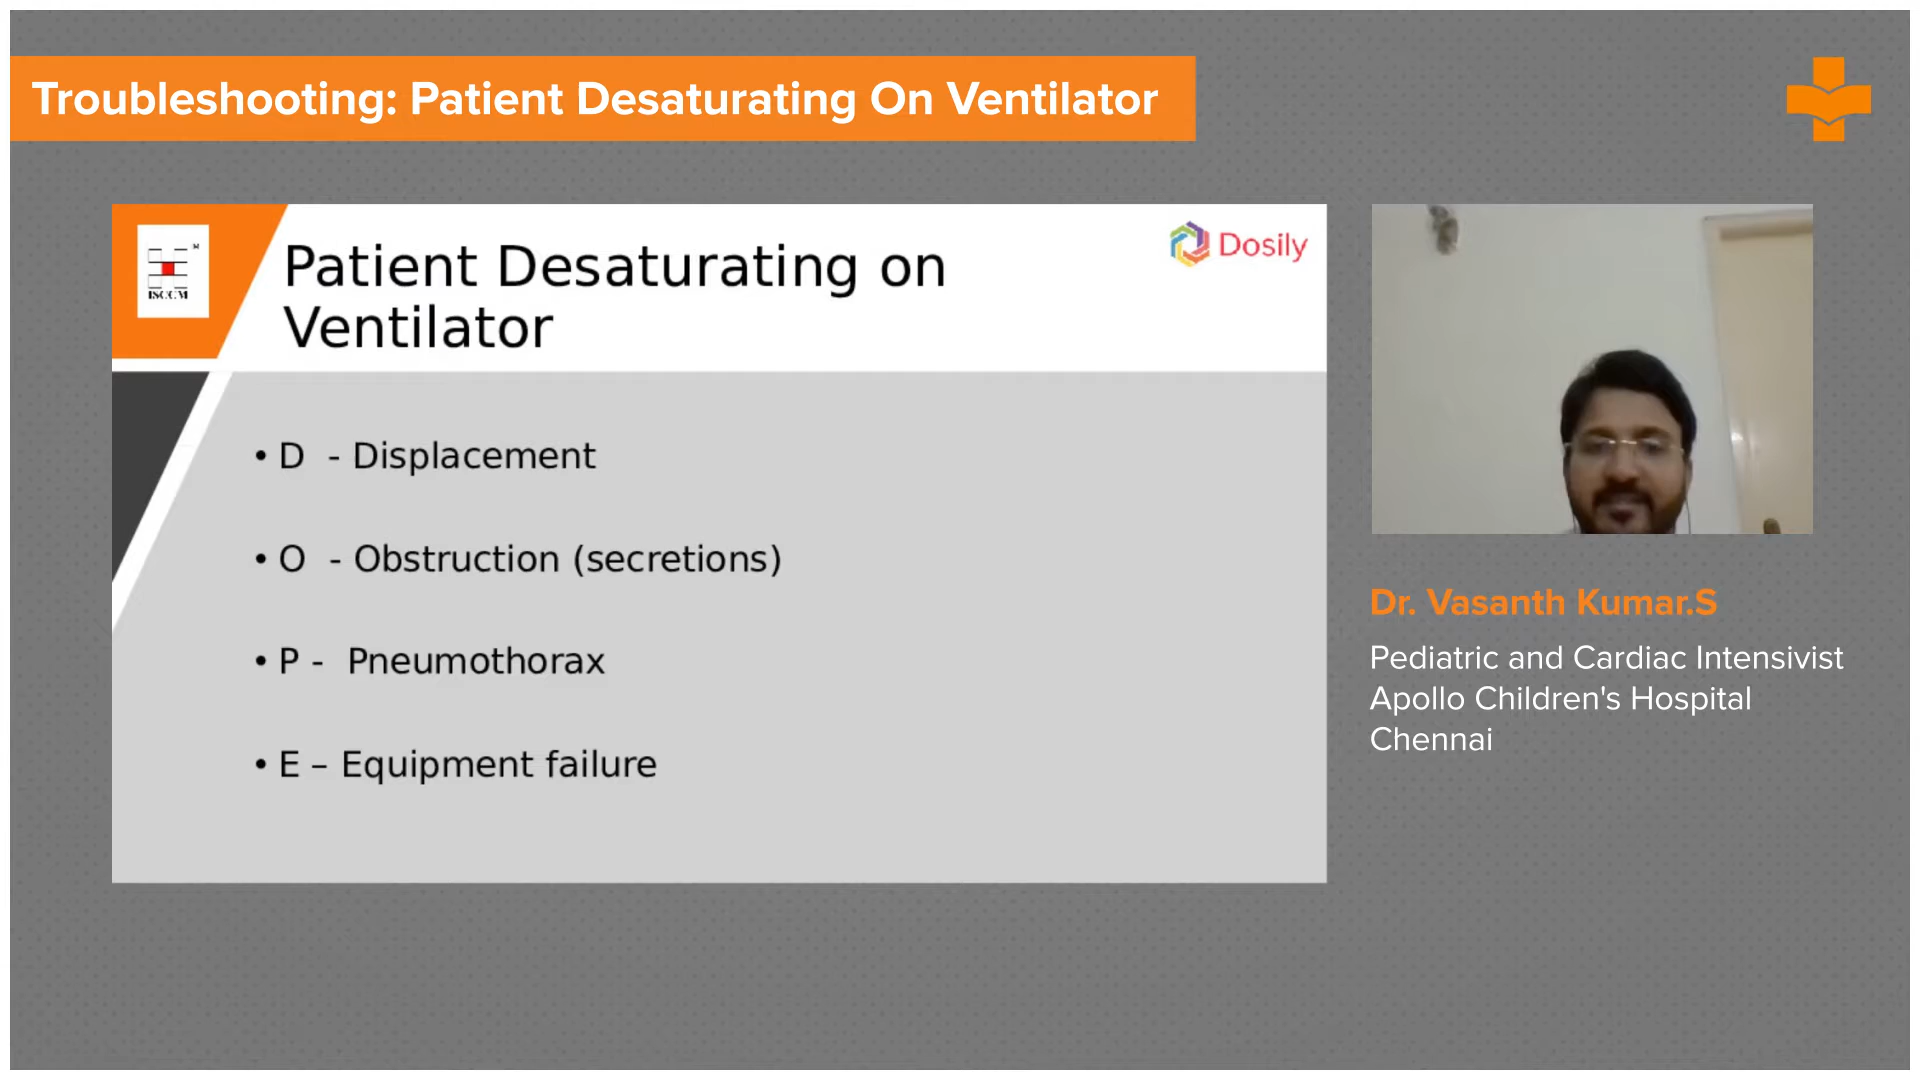 Troubleshooting: Patient Desaturating On Ventilator
ISCCM
Patient Desaturating on
Ventilator
Dosily
• D - Displacement
• O - Obstruction (secretions)
• P - Pneumothorax
• E – Equipment failure
Dr. Vasanth Kumar.S
Pediatric and Cardiac Intensivist
Apollo Children's Hospital
Chennai